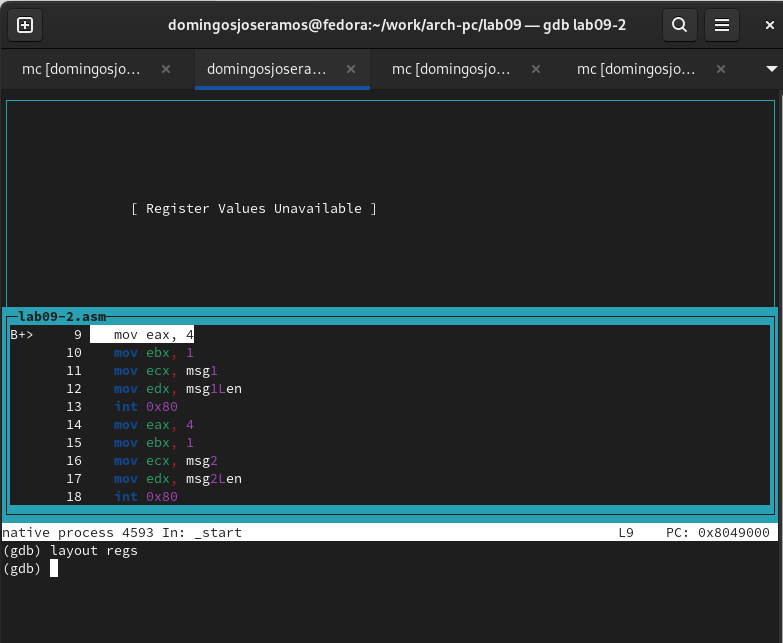 domingosjoseramos@fedora:~/work/arch-pc/lab09 — gdb lab09-2
mc [domingosjo... × domingosjosera... × mc [domingosjo... × mc [domingosjo... ×
[ Register Values Unavailable ]
lab09-2.asm
B+> 9 mov eax, 4
10 mov ebx, 1
11 mov ecx, msg1
12 mov edx, msg1Len
13 int 0x80
14 mov eax, 4
15 mov ebx, 1
16 mov ecx, msg2
17 mov edx, msg2Len
18 int 0x80
native process 4593 In: _start L9 PC: 0x8049000
(gdb) layout regs
(gdb)